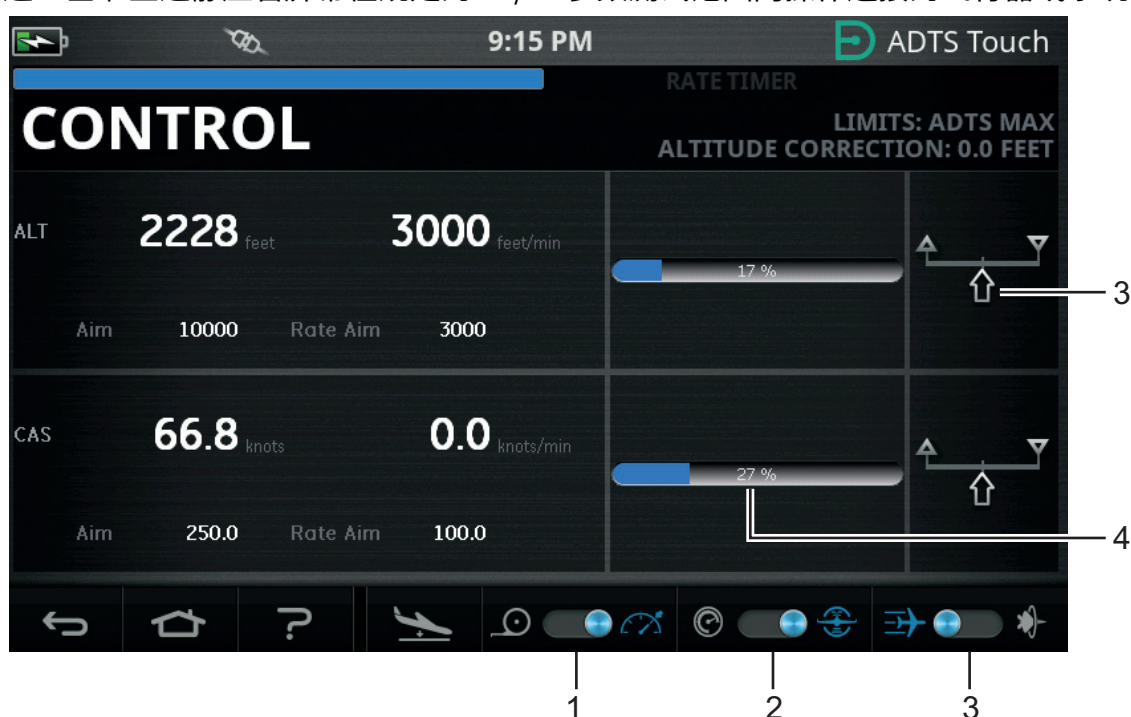 9:15 PM
ADTS Touch
RATE TIMER
CONTROL
LIMITS: ADTS MAX
ALTITUDE CORRECTION: 0.0 FEET
ALT 2228 feet 3000 feet/min
17 %
3
Aim 10000 Rate Aim 3000
CAS 66.8 knots 0.0 knots/min
27 %
Aim 250.0 Rate Aim 100.0
4
?
1 2 3